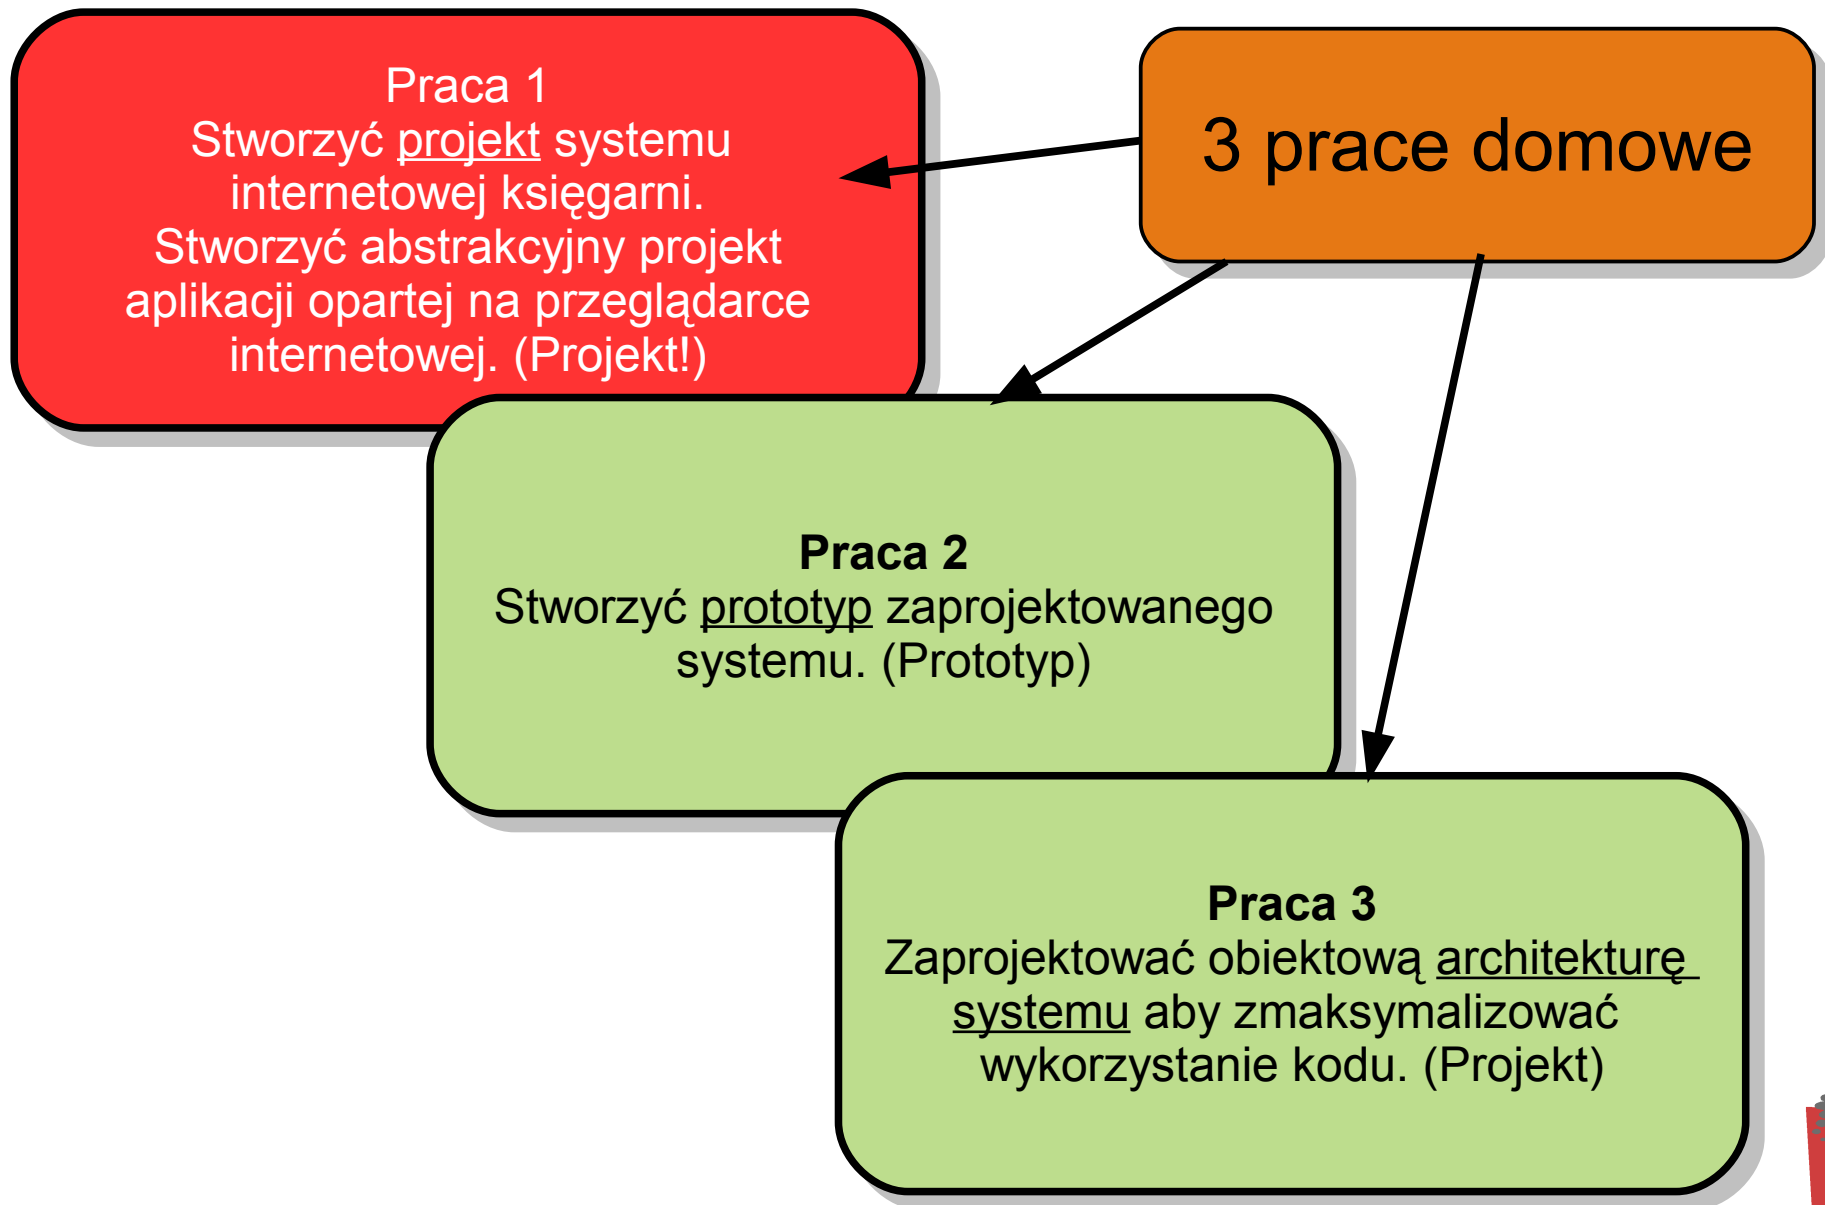 Praca 1
Stworzyć projekt systemu
internetowej księgarni.
Stworzyć abstrakcyjny projekt
aplikacji opartej na przeglądarce
internetowej. (Projekt!)
3 prace domowe
Praca 2
Stworzyć prototyp zaprojektowanego
systemu. (Prototyp)
Praca 3
Zaprojektować obiektową architekturę
systemu aby zmaksymalizować
wykorzystanie kodu. (Projekt)